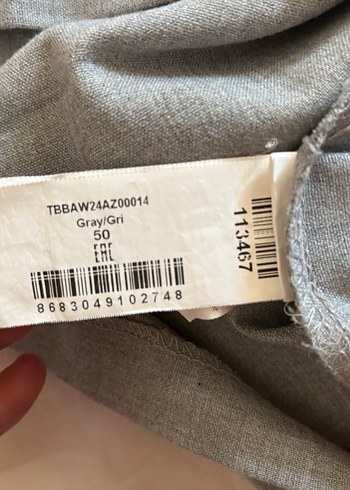 TBBAW24AZ00014
Gray/Gri
50
EAC
8683049102748
113467